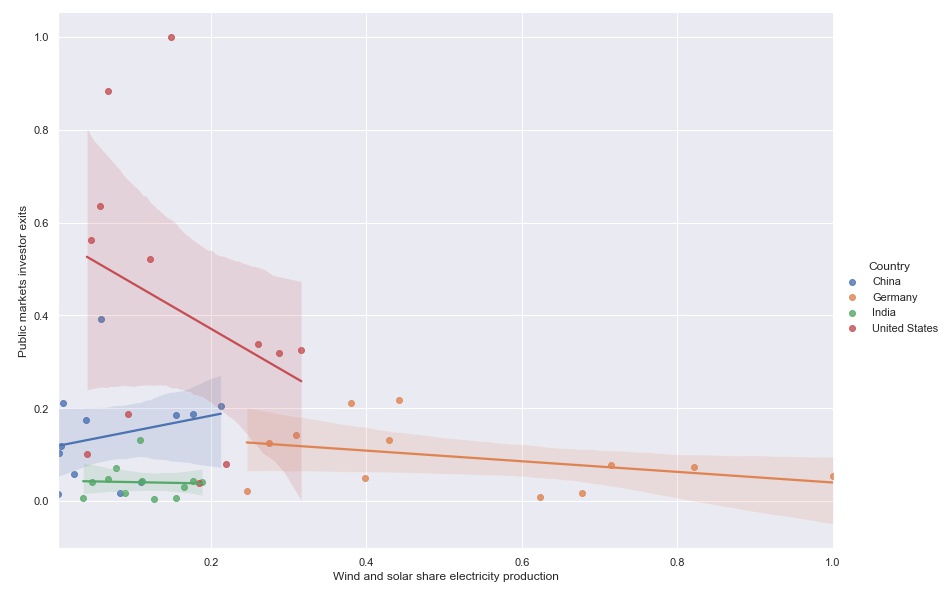 1.0
0.8
0.6
0.4
0.2
0.0
Public markets investor exits
0.2
0.4
0.6
0.8
1.0
Wind and solar share electricity production
Country
China
Germany
India
United States